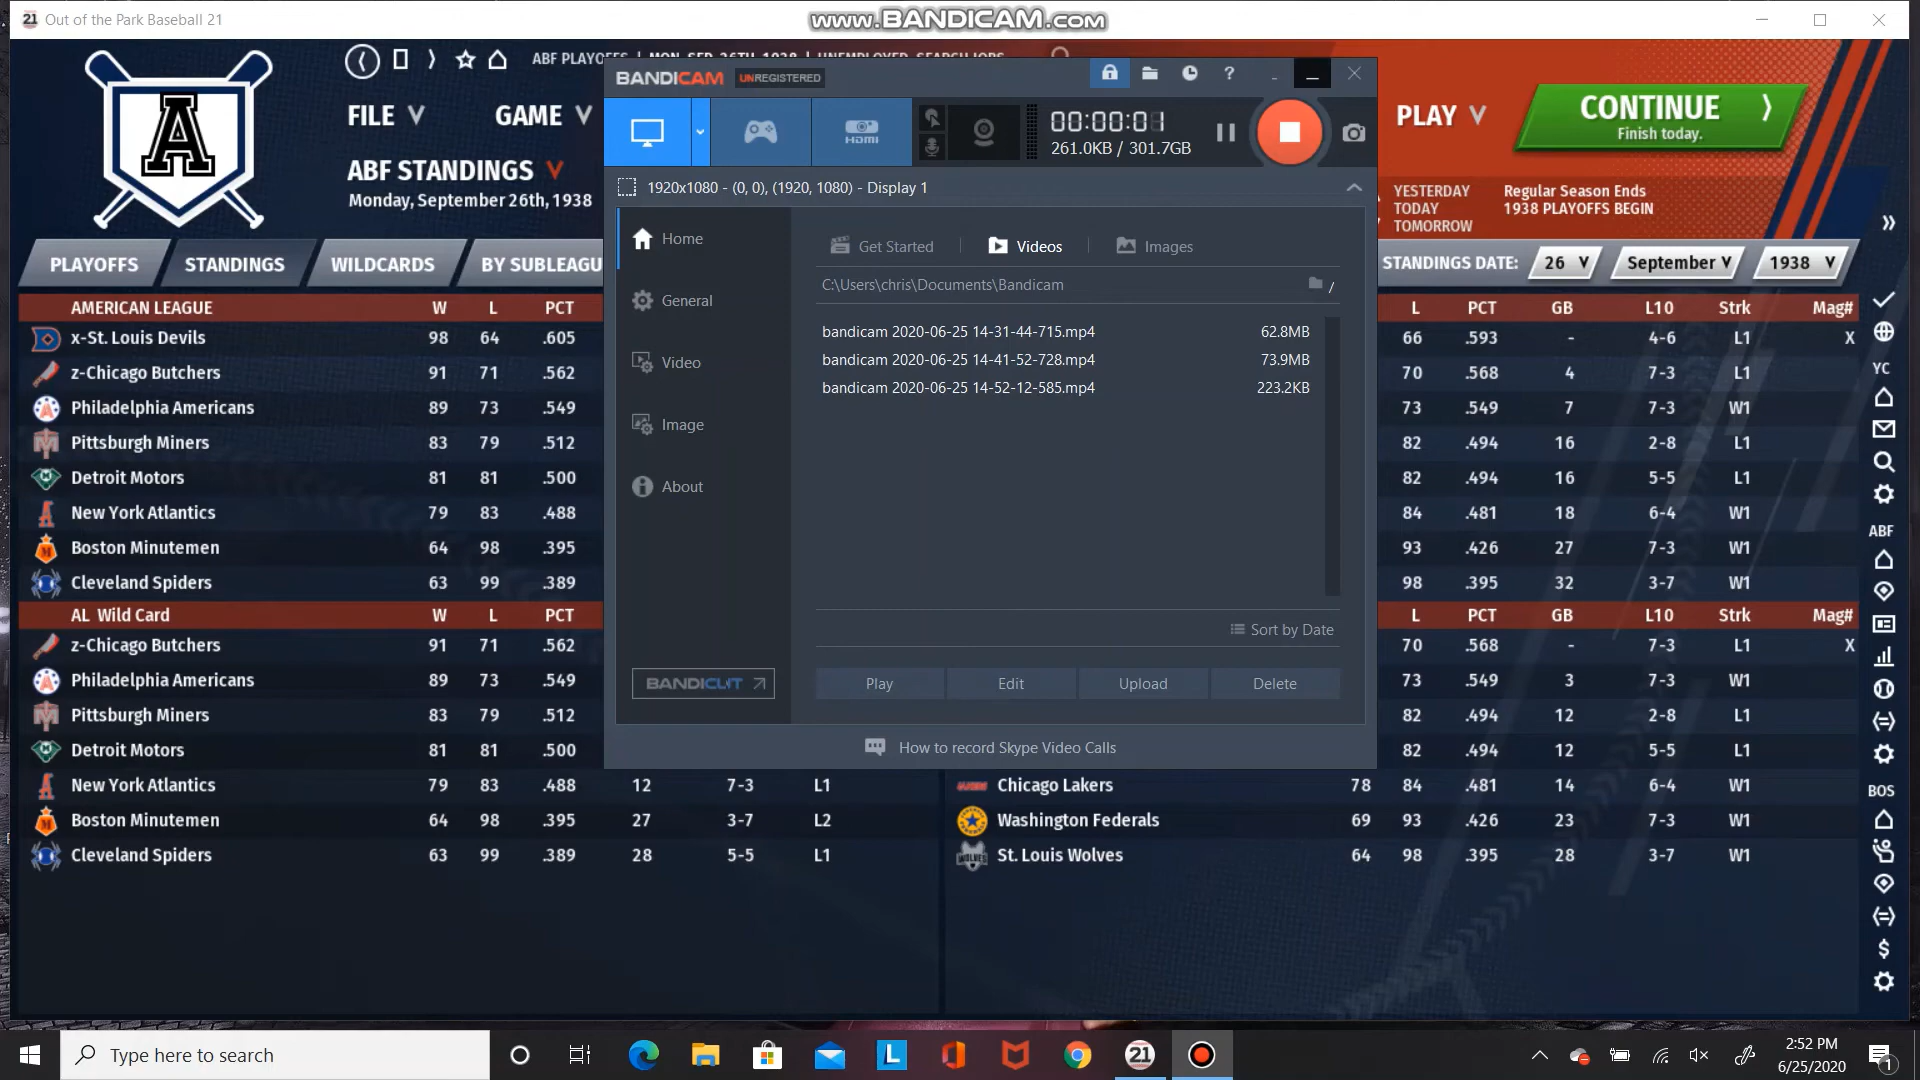 21 Out of the Park Baseball 21
www.BANDICAM.com
ABF PLAYOFFS | MON. SEP. 26TH, 1938 | UNEMPLOYED, SEARCH JOBS
FILE GAME PLAY
CONTINUE
Finish today.
ABF STANDINGS
Monday, September 26th, 1938
YESTERDAY Regular Season Ends
TODAY 1938 PLAYOFFS BEGIN
TOMORROW
PLAYOFFS STANDINGS WILDCARDS BY SUBLEAGU
STANDINGS DATE: 26 September 1938
BANDICAM UNREGISTERED
?
HDMI
00:00:01
261.0KB / 301.7GB
1920x1080 - (0, 0), (1920, 1080) - Display 1
Home
General
Video
Image
About
BANDICUT
Get Started Videos Images
C:\Users\chris\Documents\Bandicam
/
bandicam 2020-06-25 14-31-44-715.mp4 62.8MB
bandicam 2020-06-25 14-41-52-728.mp4 73.9MB
bandicam 2020-06-25 14-52-12-585.mp4 223.2KB
Sort by Date
Play Edit Upload Delete
How to record Skype Video Calls
AMERICAN LEAGUE W L PCT
x-St. Louis Devils 98 64 .605
z-Chicago Butchers 91 71 .562
Philadelphia Americans 89 73 .549
Pittsburgh Miners 83 79 .512
Detroit Motors 81 81 .500
New York Atlantics 79 83 .488
Boston Minutemen 64 98 .395
Cleveland Spiders 63 99 .389
AL Wild Card W L PCT
z-Chicago Butchers 91 71 .562
Philadelphia Americans 89 73 .549
Pittsburgh Miners 83 79 .512
Detroit Motors 81 81 .500
New York Atlantics 79 83 .488 12 7-3 L1
Boston Minutemen 64 98 .395 27 3-7 L2
Cleveland Spiders 63 99 .389 28 5-5 L1
L PCT GB L10 Strk Mag#
66 .593 - 4-6 L1 X
70 .568 4 7-3 L1
73 .549 7 7-3 W1
82 .494 16 2-8 L1
82 .494 16 5-5 L1
84 .481 18 6-4 W1
93 .426 27 7-3 W1
98 .395 32 3-7 W1
L PCT GB L10 Strk Mag#
70 .568 - 7-3 L1 X
73 .549 3 7-3 W1
82 .494 12 2-8 L1
82 .494 12 5-5 L1
Chicago Lakers 78 84 .481 14 6-4 W1
Washington Federals 69 93 .426 23 7-3 W1
St. Louis Wolves 64 98 .395 28 3-7 W1
YC
ABF
BOS
Type here to search
L
21
2:52 PM
6/25/2020
1